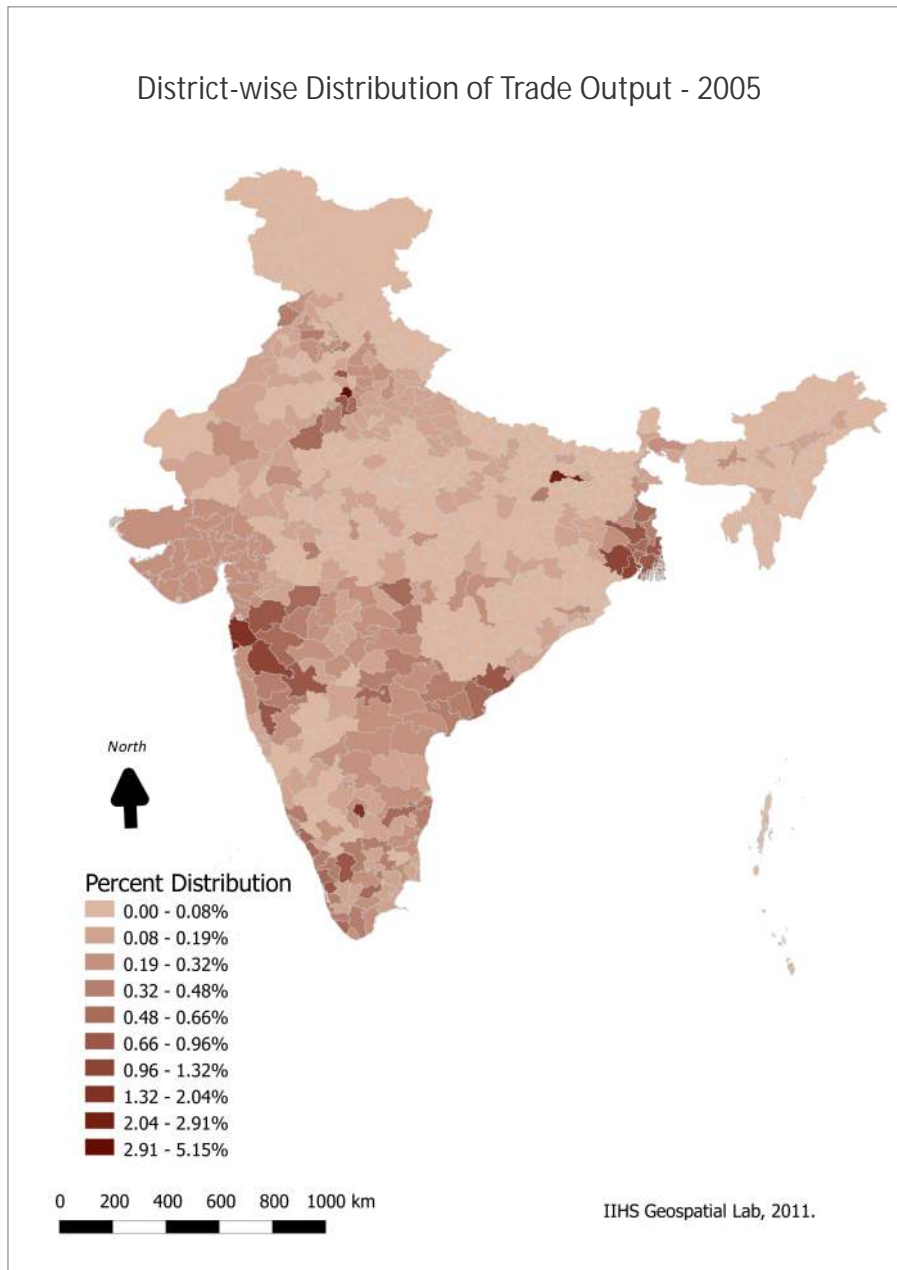 District-wise Distribution of Trade Output - 2005
North
Percent Distribution
0.00 - 0.08%
0.08 - 0.19%
0.19 - 0.32%
0.32 - 0.48%
0.48 - 0.66%
0.66 - 0.96%
0.96 - 1.32%
1.32 - 2.04%
2.04 - 2.91%
2.91 - 5.15%
0 200 400 600 800 1000 km
IIHS Geospatial Lab, 2011.